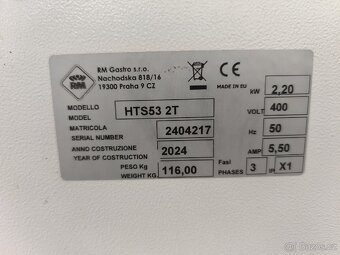 RM Gastro s.r.o.
Nachodska 818/16
19300 Praha 9 CZ
RM
MADE IN EU
kW 2,20
MODELLO
MODEL
HTS53 2T
VOLT 400
MATRICOLA
SERIAL NUMBER
2404217
Hz 50
ANNO COSTRUZIONE
YEAR OF COSTRUCTION
2024
AMP 5,50
PESO Kg
WEIGHT KG.
116,00
Fasi
PHASES
3
IP X1